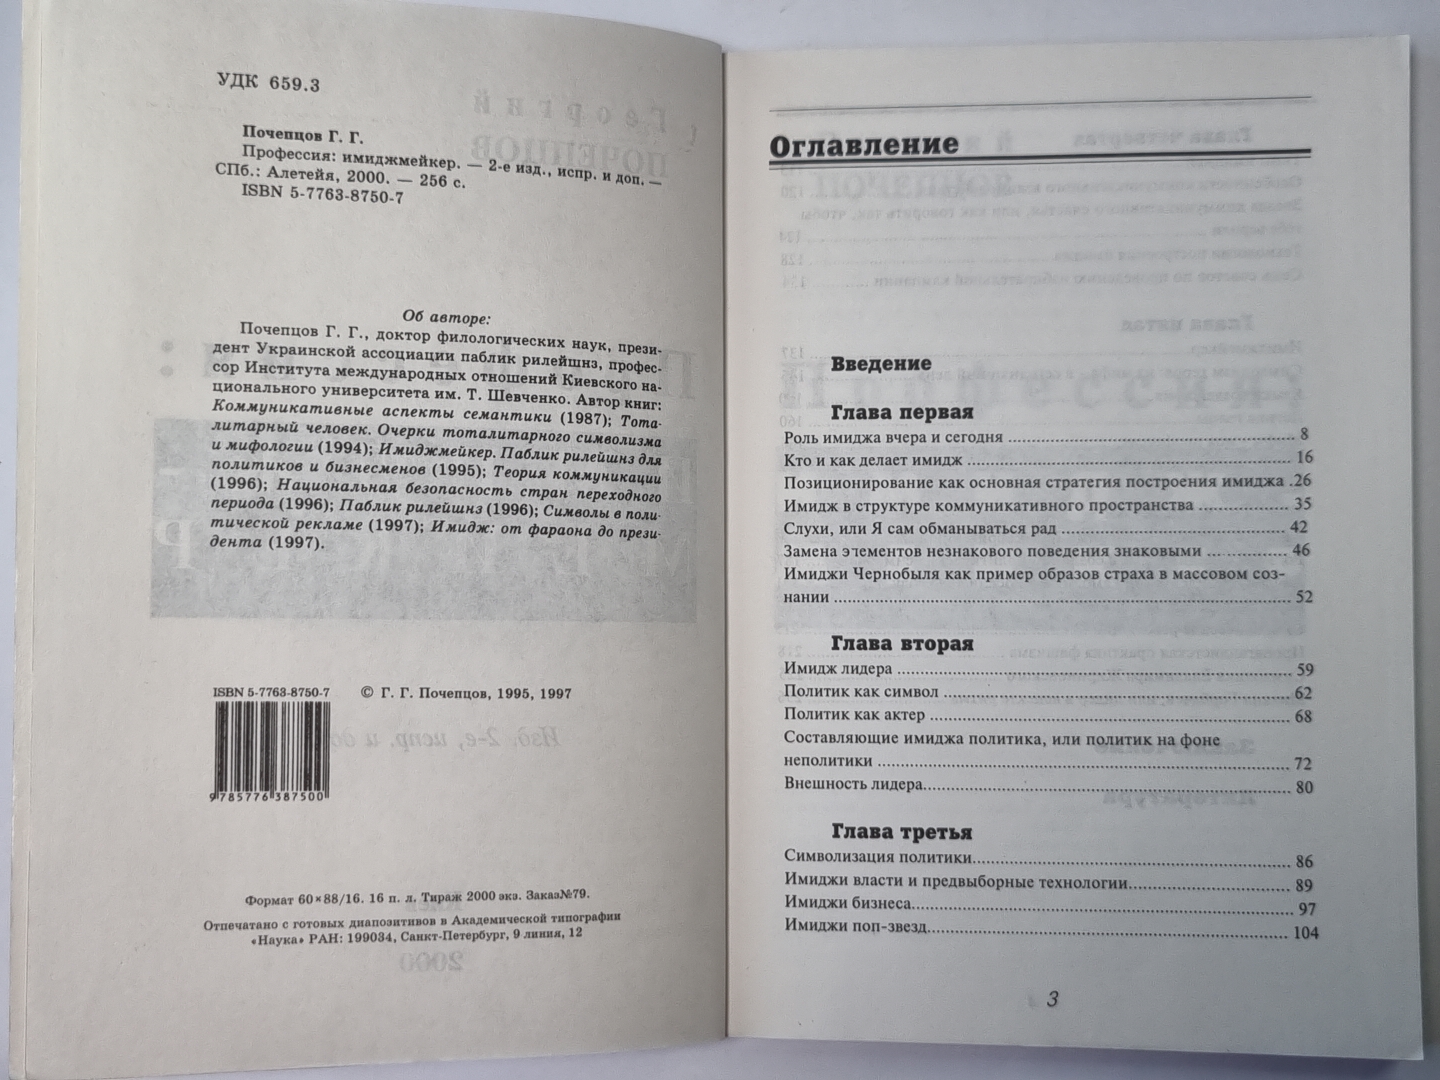 УДК 659.3
Почепцов Г. Г.
Профессия: имиджмейкер. — 2-е изд., испр. и доп. —
СПб.: Алетейя, 2000. — 256 с.
ISBN 5-7763-8750-7
Об авторе:
Почепцов Г. Г., доктор филологических наук, прези-
дент Украинской ассоциации паблик рилейшнз, профес-
сор Института международных отношений Киевского на-
ционального университета им. Т. Шевченко. Автор книг:
Коммуникативные аспекты семантики (1987); Тота-
литарный человек. Очерки тоталитарного символизма
и мифологии (1994); Имиджмейкер. Паблик рилейшнз для
политиков и бизнесменов (1995); Теория коммуникации
(1996); Национальная безопасность стран переходного
периода (1996); Паблик рилейшнз (1996); Символы в поли-
тической рекламе (1997); Имидж: от фараона до прези-
дента (1997).
ISBN 5-7763-8750-7 © Г. Г. Почепцов, 1995, 1997
9 785776 387500
Формат 60×88/16. 16 п. л. Тираж 2000 экз. Заказ№79.
Отпечатано с готовых диапозитивов в Академической типографии
«Наука» РАН: 199034, Санкт-Петербург, 9 линия, 12
Оглавление
Введение
Глава первая
Роль имиджа вчера и сегодня ........ 8
Кто и как делает имидж ........ 16
Позиционирование как основная стратегия построения имиджа .26
Имидж в структуре коммуникативного пространства ........ 35
Слухи, или Я сам обманываться рад ........ 42
Замена элементов незнакового поведения знаковыми ........ 46
Имиджи Чернобыля как пример образов страха в массовом соз-
нании ........ 52
Глава вторая
Имидж лидера ........ 59
Политик как символ ........ 62
Политик как актер ........ 68
Составляющие имиджа политика, или политик на фоне
неполитики ........ 72
Внешность лидера........ 80
Глава третья
Символизация политики........ 86
Имиджи власти и предвыборные технологии........ 89
Имиджи бизнеса........ 97
Имиджи поп-звезд........ 104
3